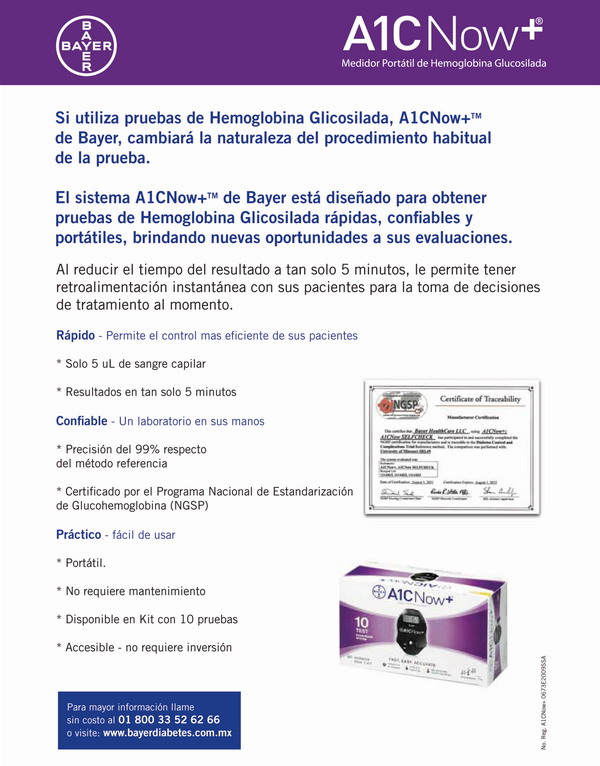 BAYER
BAYER
A1CNow+®
Medidor Portátil de Hemoglobina Glucosilada
Si utiliza pruebas de Hemoglobina Glicosilada, A1CNow+™
de Bayer, cambiará la naturaleza del procedimiento habitual
de la prueba.
El sistema A1CNow+™ de Bayer está diseñado para obtener
pruebas de Hemoglobina Glicosilada rápidas, confiables y
portátiles, brindando nuevas oportunidades a sus evaluaciones.
Al reducir el tiempo del resultado a tan solo 5 minutos, le permite tener
retroalimentación instantánea con sus pacientes para la toma de decisiones
de tratamiento al momento.
Rápido - Permite el control mas eficiente de sus pacientes
* Solo 5 uL de sangre capilar
* Resultados en tan solo 5 minutos
Confiable - Un laboratorio en sus manos
* Precisión del 99% respecto
del método referencia
* Certificado por el Programa Nacional de Estandarización
de Glucohemoglobina (NGSP)
Práctico - fácil de usar
* Portátil.
* No requiere mantenimiento
* Disponible en Kit con 10 pruebas
* Accesible - no requiere inversión
NGSP
Certificate of Traceability
Manufacturer Certification
This certifies that Bayer HealthCare LLC using A1CNow+;
A1CNow SELFCHECK has participated in and successfully completed the
A1CNow+
10
TEST
A1CNow+
FAST. EASY. ACCURATE.
Para mayor información llame
sin costo al 01 800 33 52 62 66
o visite: www.bayerdiabetes.com.mx
No. Reg. A1CNow+ 0673E2009SSA